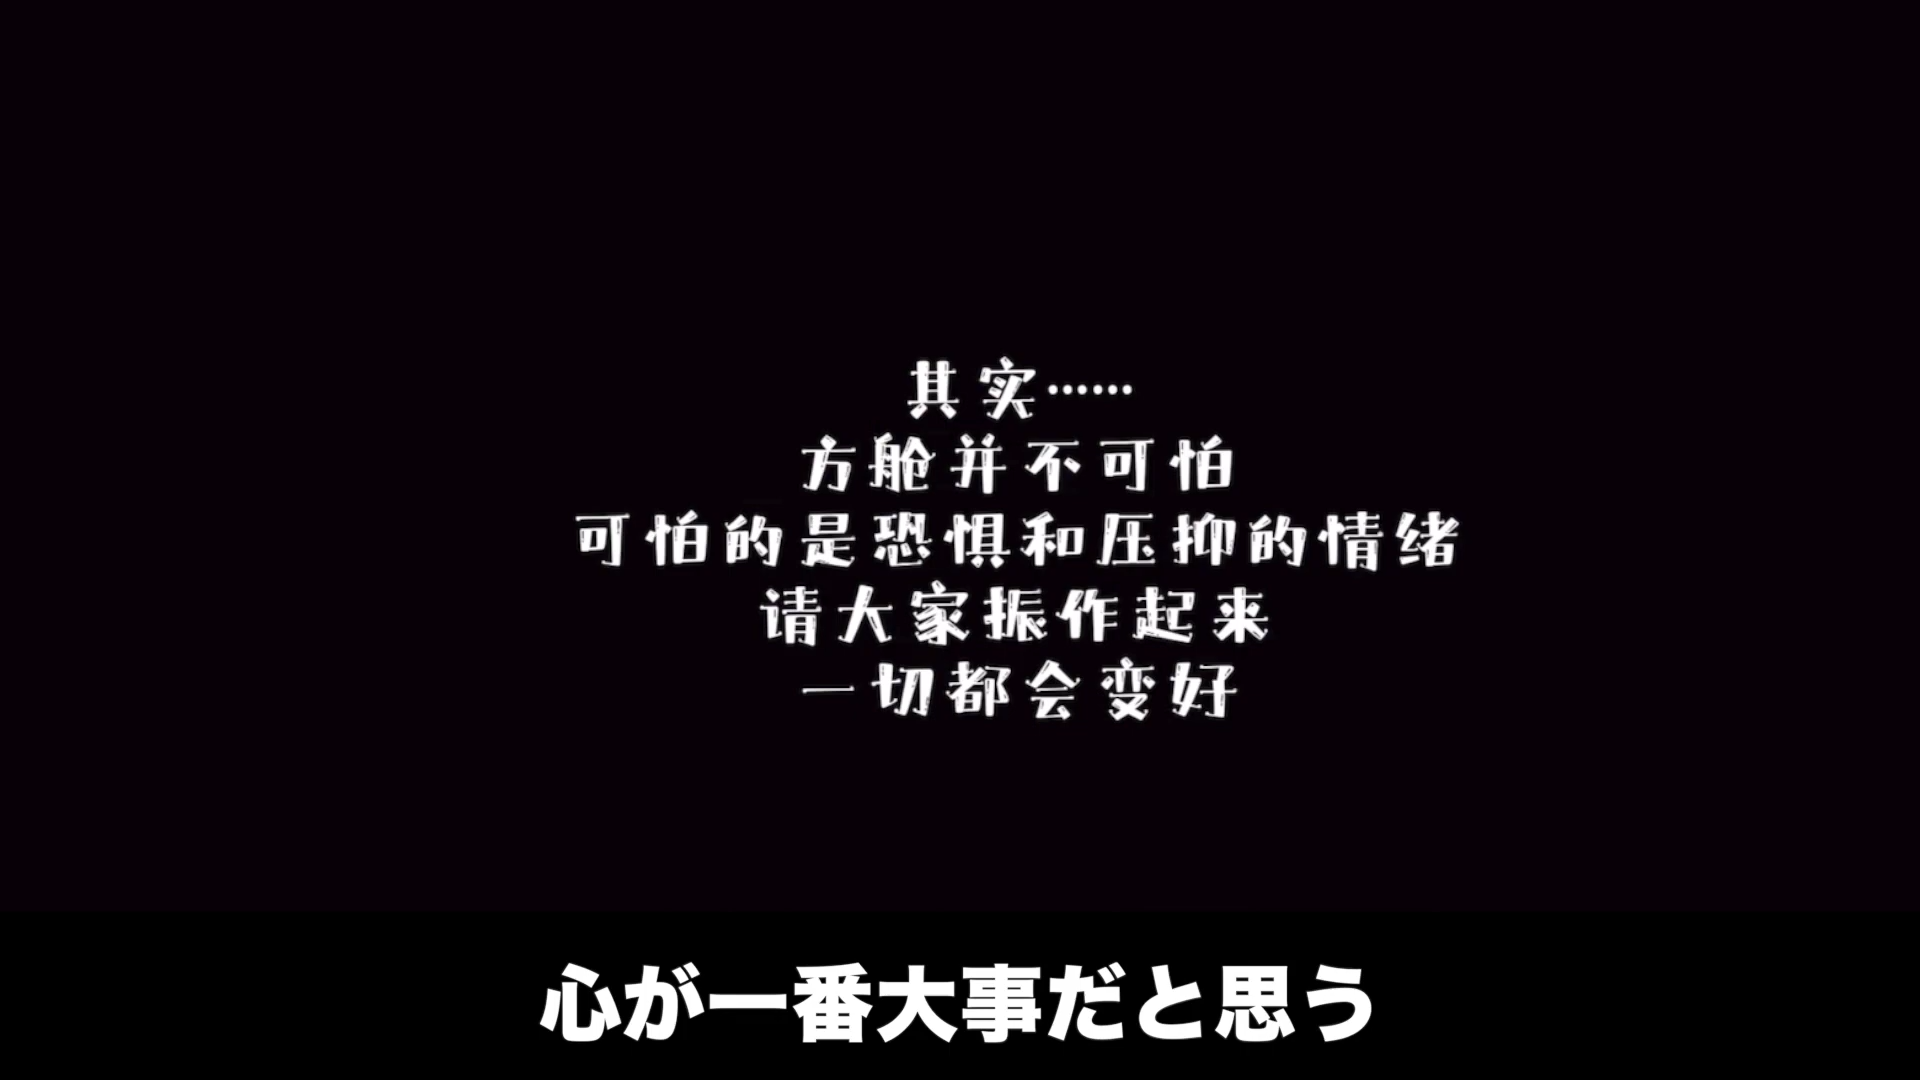 其实……
方舱并不可怕
可怕的是恐惧和压抑的情绪
请大家振作起来
一切都会变好
心が一番大事だと思う